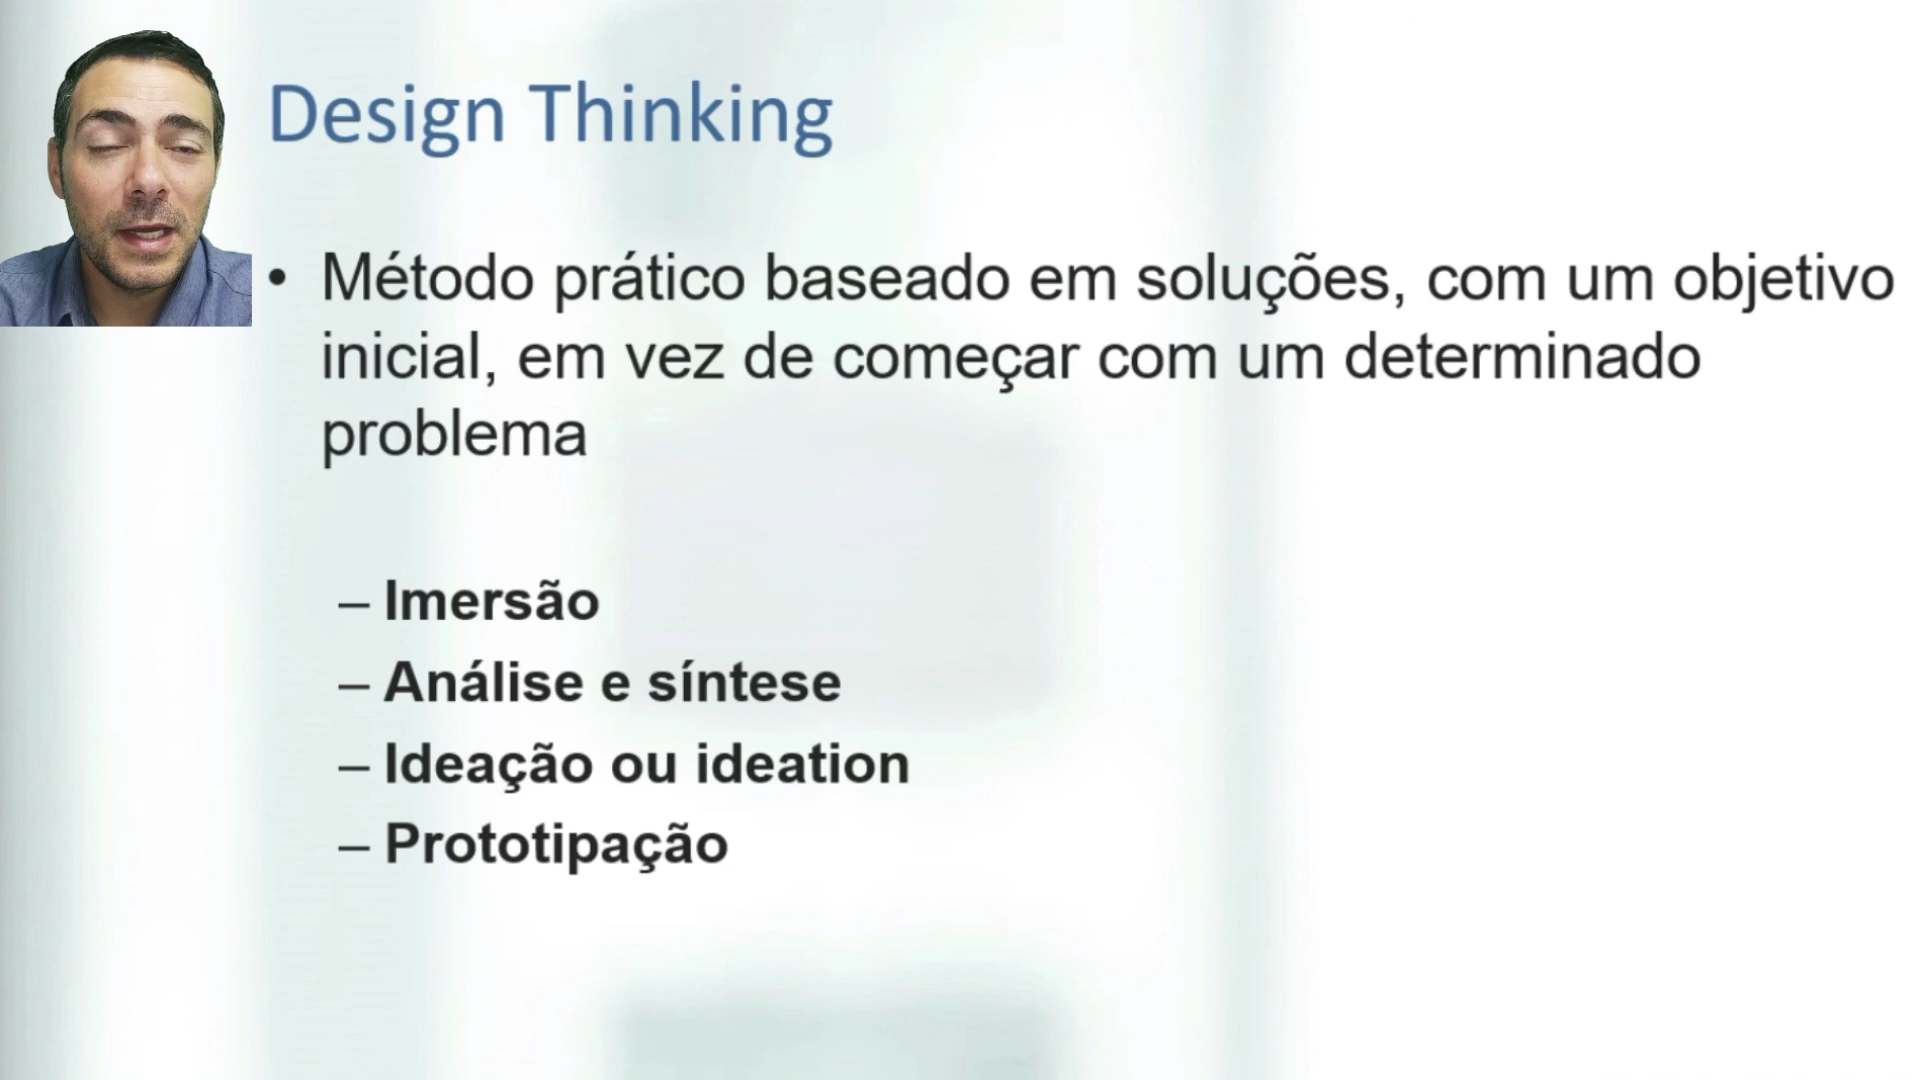 Design Thinking
• Método prático baseado em soluções, com um objetivo
inicial, em vez de começar com um determinado
problema
– Imersão
– Análise e síntese
– Ideação ou ideation
– Prototipação